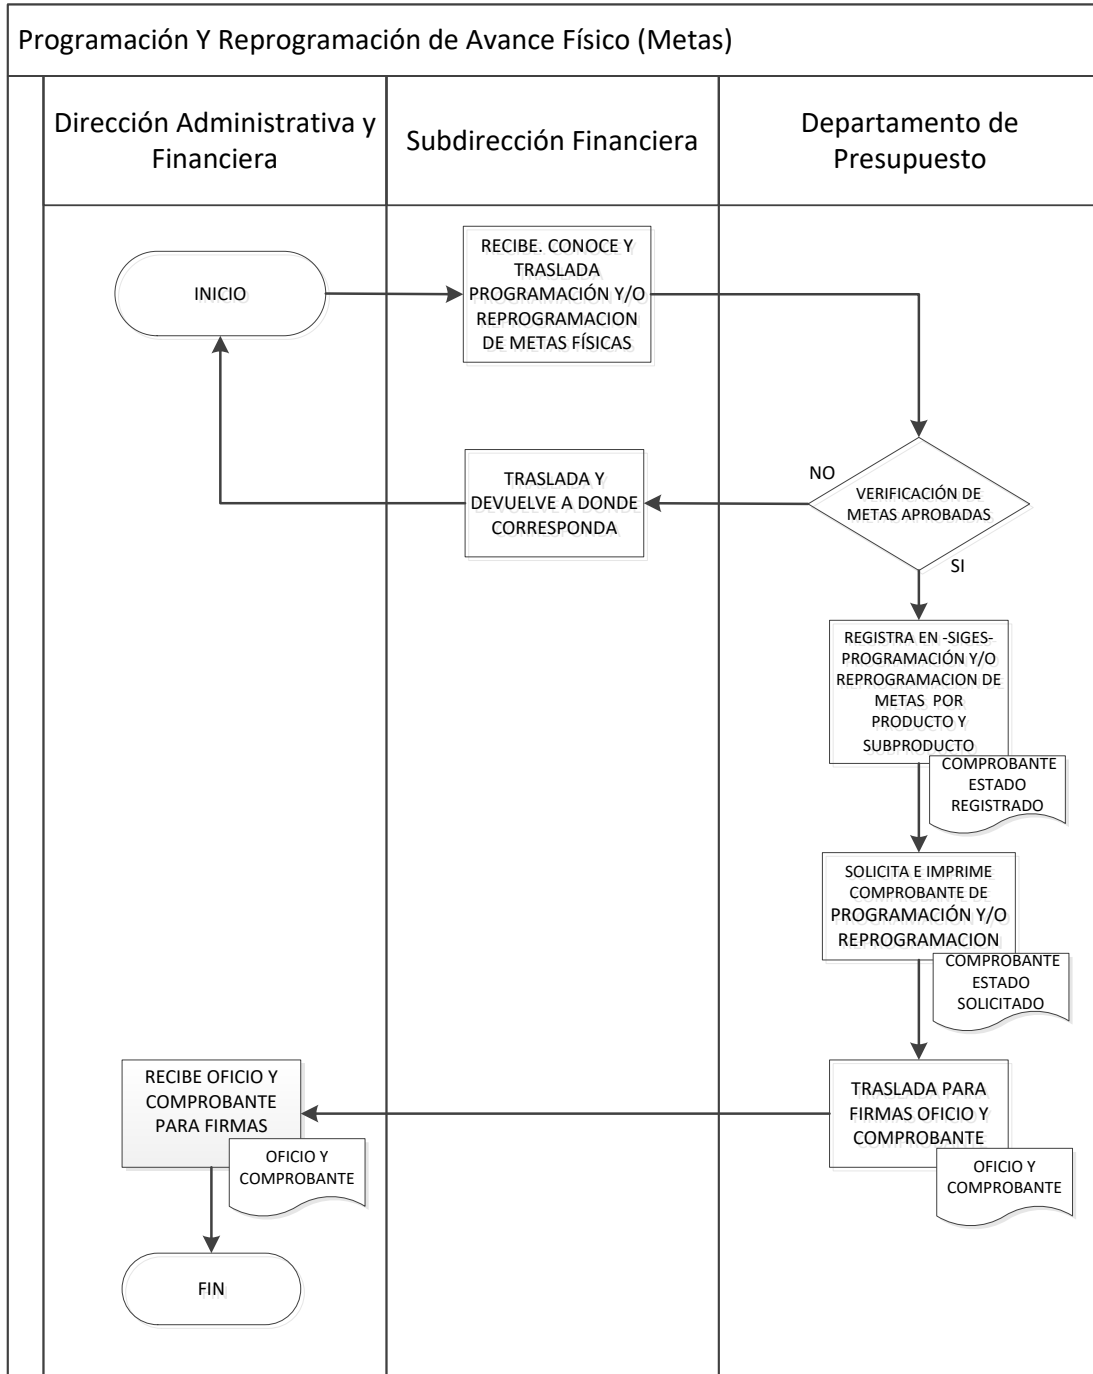 Programación Y Reprogramación de Avance Físico (Metas)
Dirección Administrativa y
Financiera
Subdirección Financiera
Departamento de
Presupuesto
INICIO
RECIBE. CONOCE Y
TRASLADA
PROGRAMACIÓN Y/O
REPROGRAMACION
DE METAS FÍSICAS
VERIFICACIÓN DE
METAS APROBADAS
NO
SI
TRASLADA Y
DEVUELVE A DONDE
CORRESPONDA
REGISTRA EN -SIGES-
PROGRAMACIÓN Y/O
REPROGRAMACION DE
METAS POR
PRODUCTO Y
SUBPRODUCTO
COMPROBANTE
ESTADO
REGISTRADO
SOLICITA E IMPRIME
COMPROBANTE DE
PROGRAMACIÓN Y/O
REPROGRAMACION
COMPROBANTE
ESTADO
SOLICITADO
TRASLADA PARA
FIRMAS OFICIO Y
COMPROBANTE
OFICIO Y
COMPROBANTE
RECIBE OFICIO Y
COMPROBANTE
PARA FIRMAS
OFICIO Y
COMPROBANTE
FIN